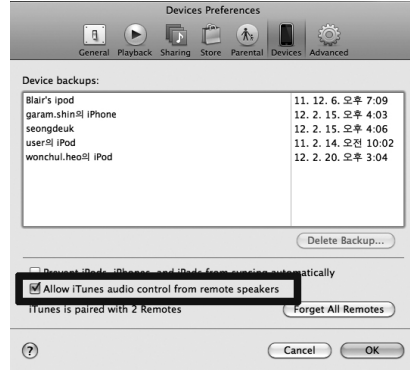 Devices Preferences
General Playback Sharing Store Parental Devices Advanced
Device backups:
Blair's ipod 11. 12. 6. 오후 7:09
garam.shin의 iPhone 12. 2. 15. 오후 4:03
seongdeuk 12. 2. 15. 오후 4:06
user의 iPod 11. 2. 14. 오전 10:02
wonchul.heo의 iPod 12. 2. 20. 오후 3:04
Delete Backup...
Prevent iPods, iPhones, and iPads from syncing automatically
Allow iTunes audio control from remote speakers
iTunes is paired with 2 Remotes Forget All Remotes
? Cancel OK